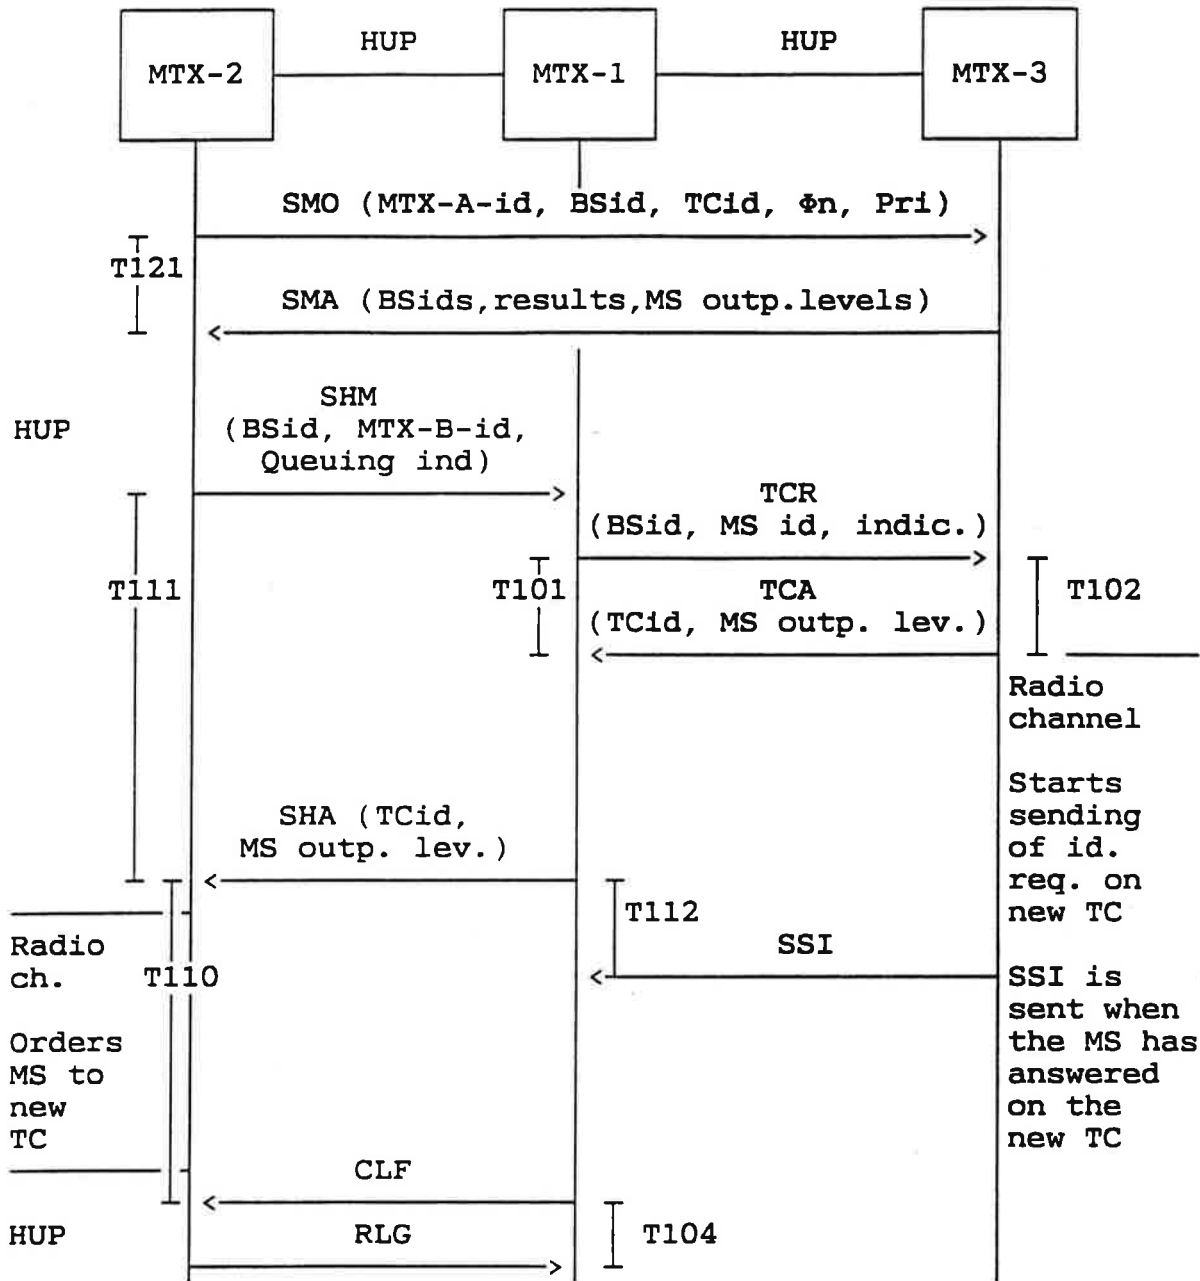 HUP
HUP
MTX-2
MTX-1
MTX-3
SMO (MTX-A-id, BSid, TCid, Φn, Pri)
T121
SMA (BSids,results,MS outp.levels)
SHM
HUP
(BSid, MTX-B-id,
Queuing ind)
TCR
(BSid, MS id, indic.)
T111
T101
TCA
T102
(TCid, MS outp. lev.)
Radio
channel
Starts
sending
of id.
req. on
new TC
SHA (TCid,
MS outp. lev.)
T112
Radio
ch.
T110
SSI
SSI is
sent when
the MS has
answered
on the
new TC
Orders
MS to
new
TC
CLF
HUP
RLG
T104